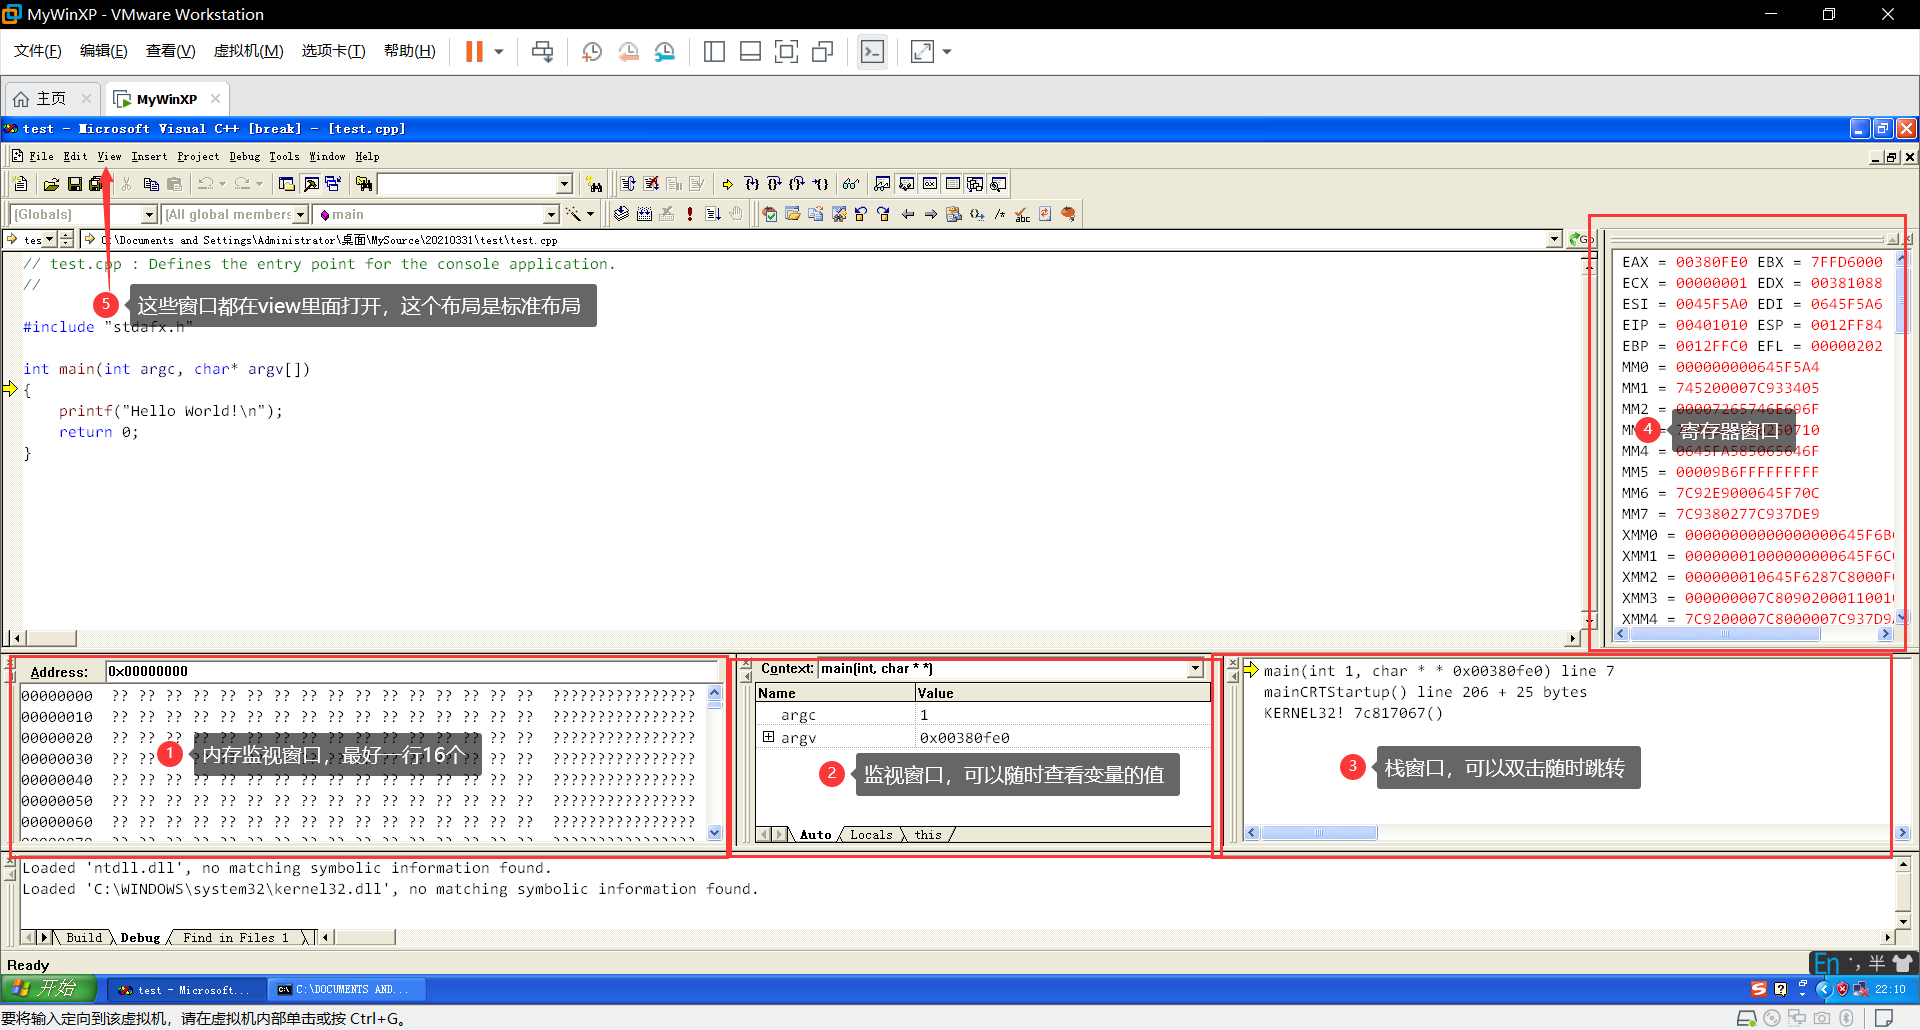 MyWinXP - VMware Workstation
文件(F) 编辑(E) 查看(V) 虚拟机(M) 选项卡(T) 帮助(H)
主页 MyWinXP
test - Microsoft Visual C++ [break] - [test.cpp]
File Edit View Insert Project Debug Tools Window Help
(Globals) (All global members main
tes C:\Documents and Settings\Administrator\桌面\MySource\20210331\test\test.cpp Go
// test.cpp : Defines the entry point for the console application.
//
5 这些窗口都在view里面打开，这个布局是标准布局
#include "stdafx.h"
int main(int argc, char* argv[])
{
printf("Hello World!\n");
return 0;
}
EAX = 00380FE0 EBX = 7FFD6000
ECX = 00000001 EDX = 00381088
ESI = 0045F5A0 EDI = 0645F5A6
EIP = 00401010 ESP = 0012FF84
EBP = 0012FFC0 EFL = 00000202
MM0 = 000000000645F5A4
MM1 = 745200007C933405
MM2 = 00007265746E696F
4 寄存器窗口
MM4 = 0645FA585065646F
MM5 = 00009B6FFFFFFFFF
MM6 = 7C92E9000645F70C
MM7 = 7C9380277C937DE9
XMM0 = 00000000000000000645F6B
XMM1 = 00000001000000000645F6C
XMM2 = 000000010645F6287C8000F
XMM3 = 000000007C8090200011001
XMM4 = 7C9200007C8000007C937D9
Address: 0x00000000
00000000 ?? ?? ?? ?? ?? ?? ?? ?? ?? ?? ?? ?? ?? ?? ?? ?? ????????????????
00000010 ?? ?? ?? ?? ?? ?? ?? ?? ?? ?? ?? ?? ?? ?? ?? ?? ????????????????
00000020 ?? ?? ?? ?? ?? ?? ?? ?? ?? ?? ?? ?? ?? ?? ?? ?? ????????????????
00000030 ?? ?? ?? ????????????????
1 内存监视窗口，最好一行16个
00000040 ?? ?? ?? ?? ?? ?? ?? ?? ?? ?? ?? ?? ?? ?? ?? ?? ????????????????
00000050 ?? ?? ?? ?? ?? ?? ?? ?? ?? ?? ?? ?? ?? ?? ?? ?? ????????????????
00000060 ?? ?? ?? ?? ?? ?? ?? ?? ?? ?? ?? ?? ?? ?? ?? ?? ????????????????
Context: main(int, char * *)
Name Value
argc 1
argv 0x00380fe0
2 监视窗口，可以随时查看变量的值
Auto Locals this
main(int 1, char * * 0x00380fe0) line 7
mainCRTStartup() line 206 + 25 bytes
KERNEL32! 7c817067()
3 栈窗口，可以双击随时跳转
Loaded 'ntdll.dll', no matching symbolic information found.
Loaded 'C:\WINDOWS\system32\kernel32.dll', no matching symbolic information found.
Build Debug Find in Files 1
Ready
En 半
开始 test - Microsoft... C:\DOCUMENTS AND... 22:10
要将输入定向到该虚拟机，请在虚拟机内部单击或按 Ctrl+G。